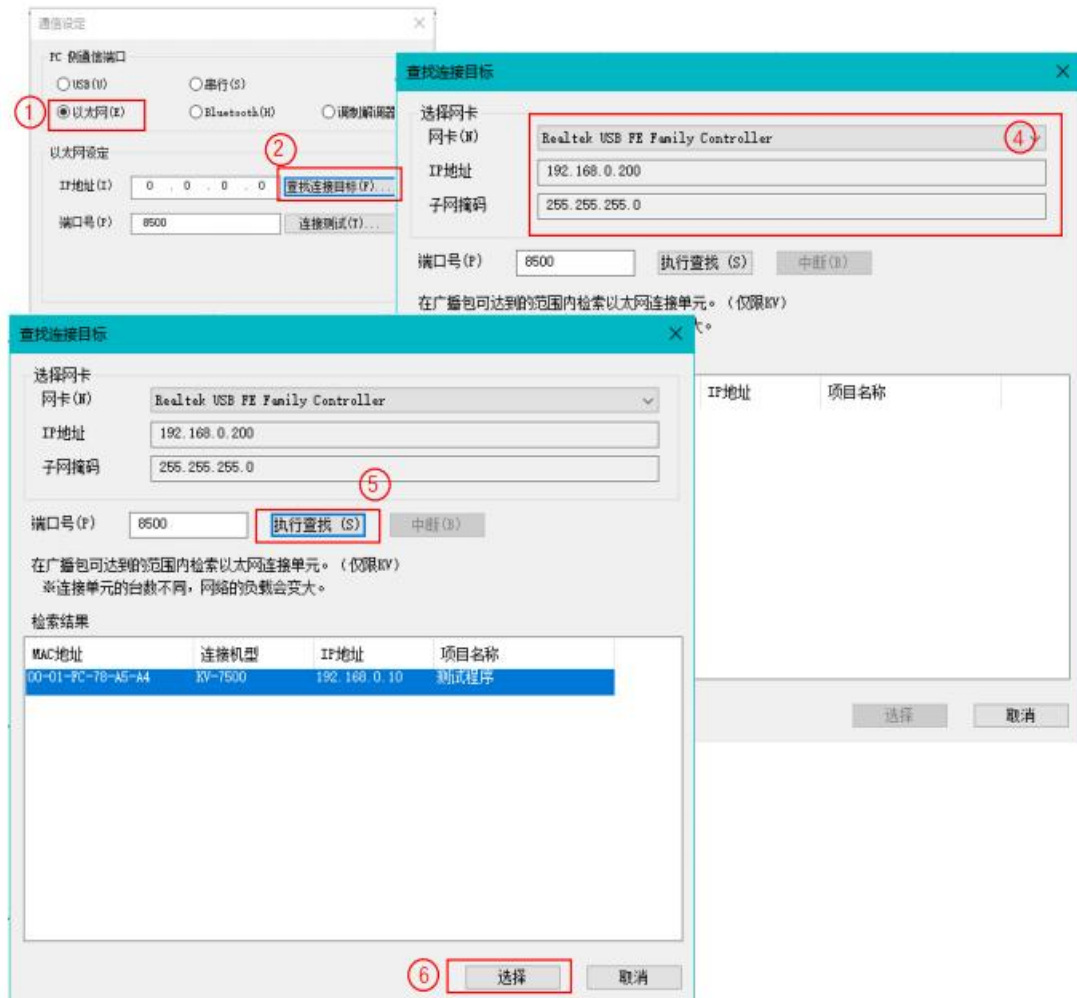 通信设定
PC 侧通信端口
USB(U) 串行(S)
① 以太网(E) Bluetooth(H) 调制解调器
以太网设定
②
IP地址(I) 0 . 0 . 0 . 0 查找连接目标(F)...
端口号(P) 8500 连接测试(T)...
查找连接目标
选择网卡
网卡(N) Realtek USB FE Family Controller ④
IP地址 192.168.0.200
子网掩码 255.255.255.0
端口号(P) 8500 执行查找 (S) 中断(B)
在广播包可达到的范围内检索以太网连接单元。（仅限KV）
大。
IP地址 项目名称
选择 取消
查找连接目标
选择网卡
网卡(N) Realtek USB FE Family Controller
IP地址 192.168.0.200
子网掩码 255.255.255.0
⑤
端口号(P) 8500 执行查找 (S) 中断(B)
在广播包可达到的范围内检索以太网连接单元。（仅限KV）
※连接单元的台数不同，网络的负载会变大。
检索结果
MAC地址 连接机型 IP地址 项目名称
00-01-FC-78-A5-A4 KV-7500 192.168.0.10 测试程序
⑥ 选择 取消